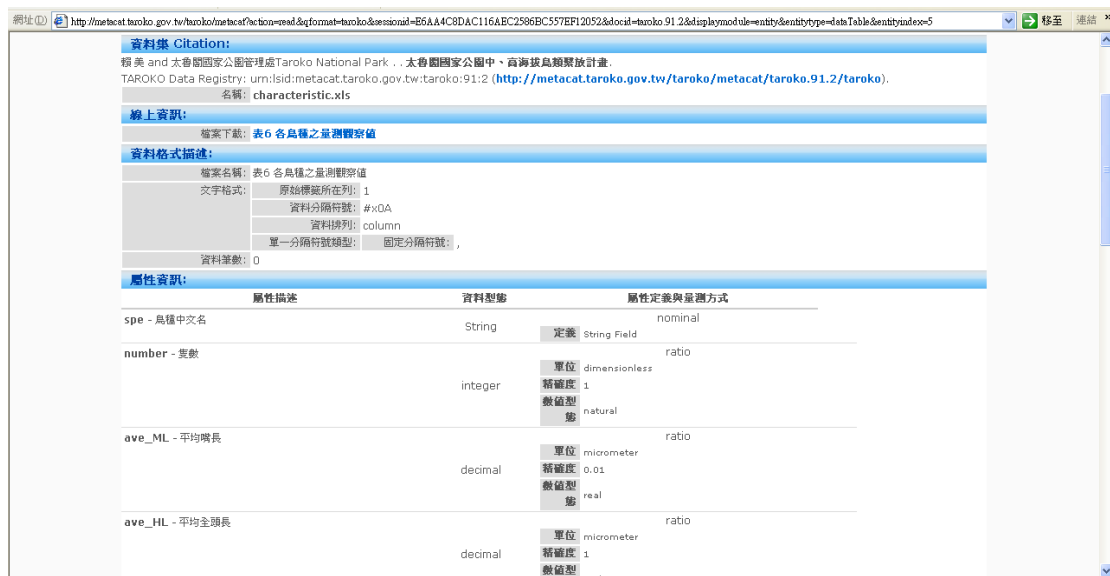 網址(D) http://metacat.taroko.gov.tw/taroko/metacat?action=read&qformat=taroko&sessionid=E6AA4C8DAC116AEC2586BC557EF12052&docid=taroko.91.2&displaymodule=entity&entitytype=dataTable&entityindex=5 移至 連結 »
資料集 Citation:
賴美 and 太魯閣國家公園管理處Taroko National Park . . 太魯閣國家公園中、高海拔鳥類繫放計畫.
TAROKO Data Registry: urn:lsid:metacat.taroko.gov.tw:taroko:91:2 (http://metacat.taroko.gov.tw/taroko/metacat/taroko.91.2/taroko).
名稱: characteristic.xls
線上資訊:
檔案下載: 表6 各鳥種之量測觀察值
資料格式描述:
檔案名稱: 表6 各鳥種之量測觀察值
文字格式: 原始標籤所在列: 1
資料分隔符號: #x0A
資料排列: column
單一分隔符號類型: 固定分隔符號: ,
資料筆數: 0
屬性資訊:
屬性描述 資料型態 屬性定義與量測方式
spe - 鳥種中文名 String nominal
定義 String Field
number - 隻數 integer ratio
單位 dimensionless
精確度 1
數值型態 natural
ave_ML - 平均嘴長 decimal ratio
單位 micrometer
精確度 0.01
數值型態 real
ave_HL - 平均全頭長 decimal ratio
單位 micrometer
精確度 1
數值型